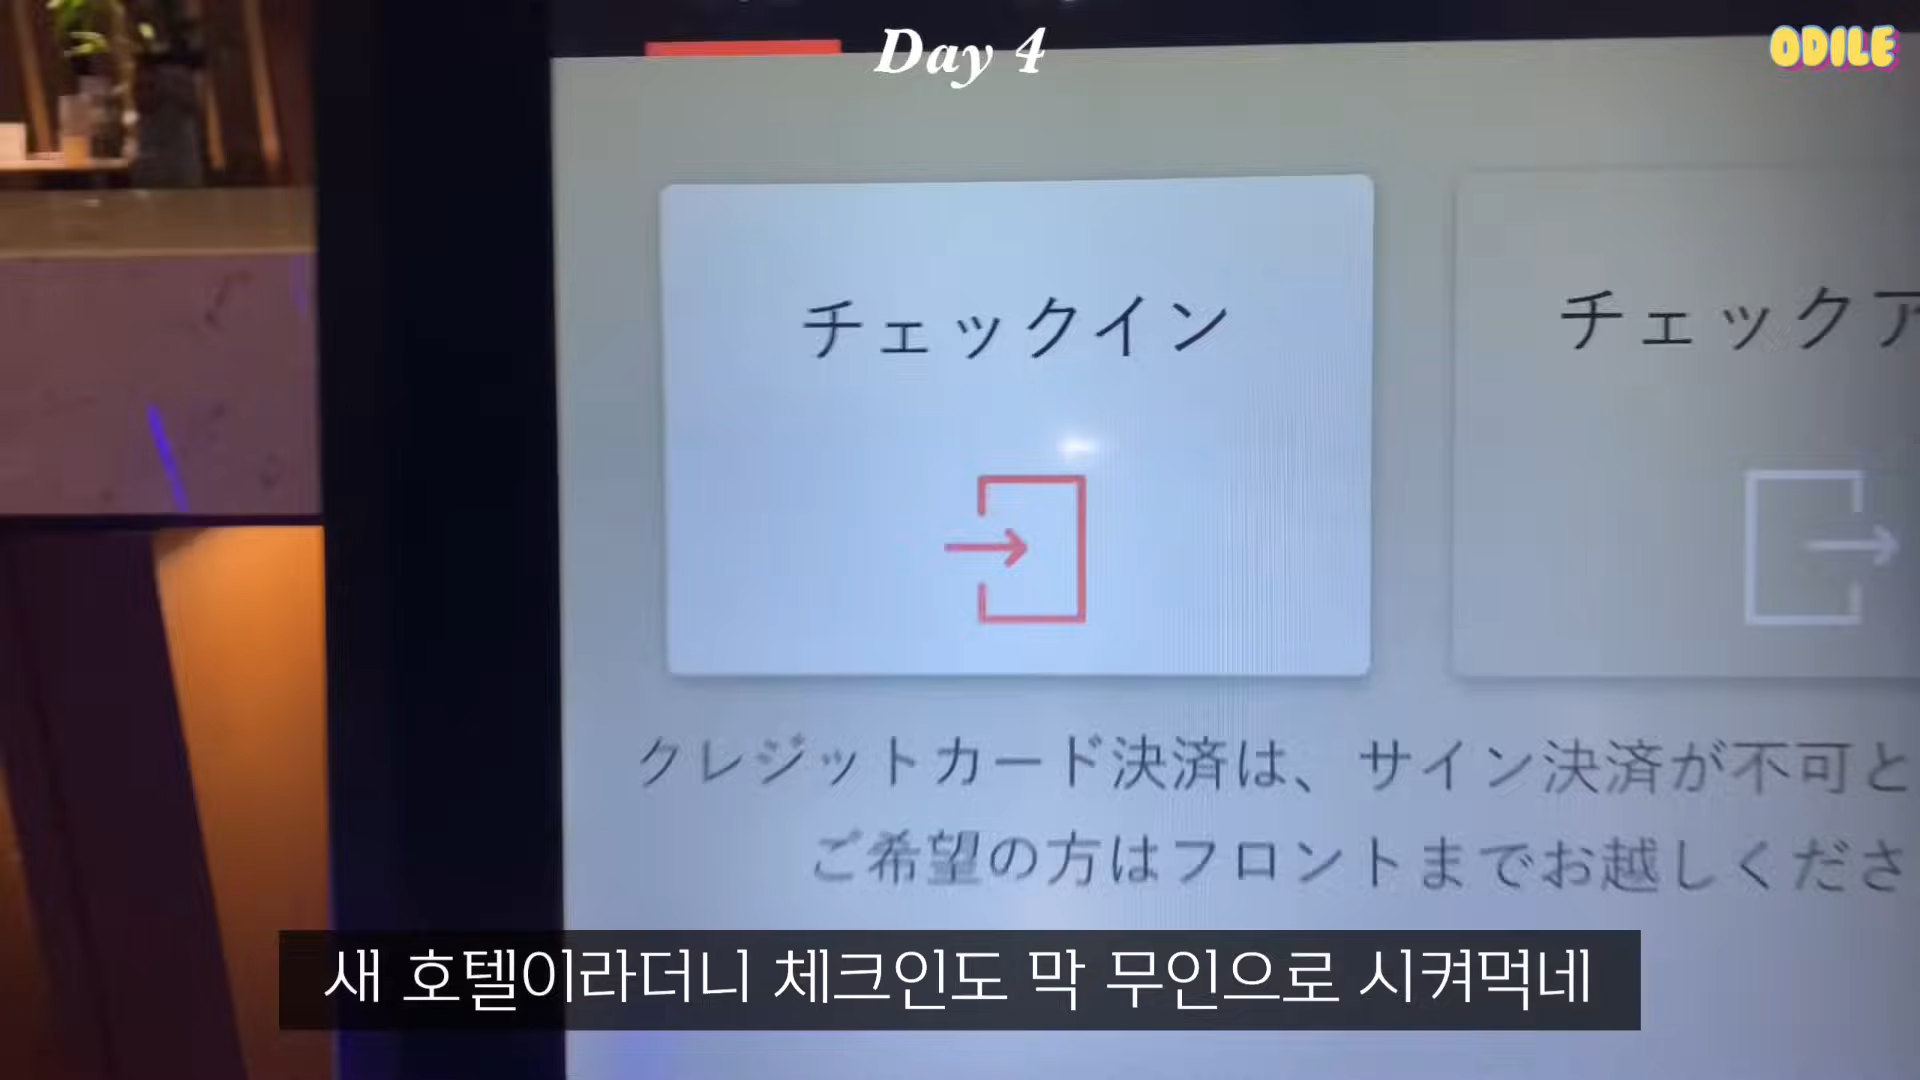 Day 4
ODILE
チェックイン
チェックア
クレジットカード決済は、サイン決済が不可と
ご希望の方はフロントまでお越しくださ
새 호텔이라더니 체크인도 막 무인으로 시켜먹네